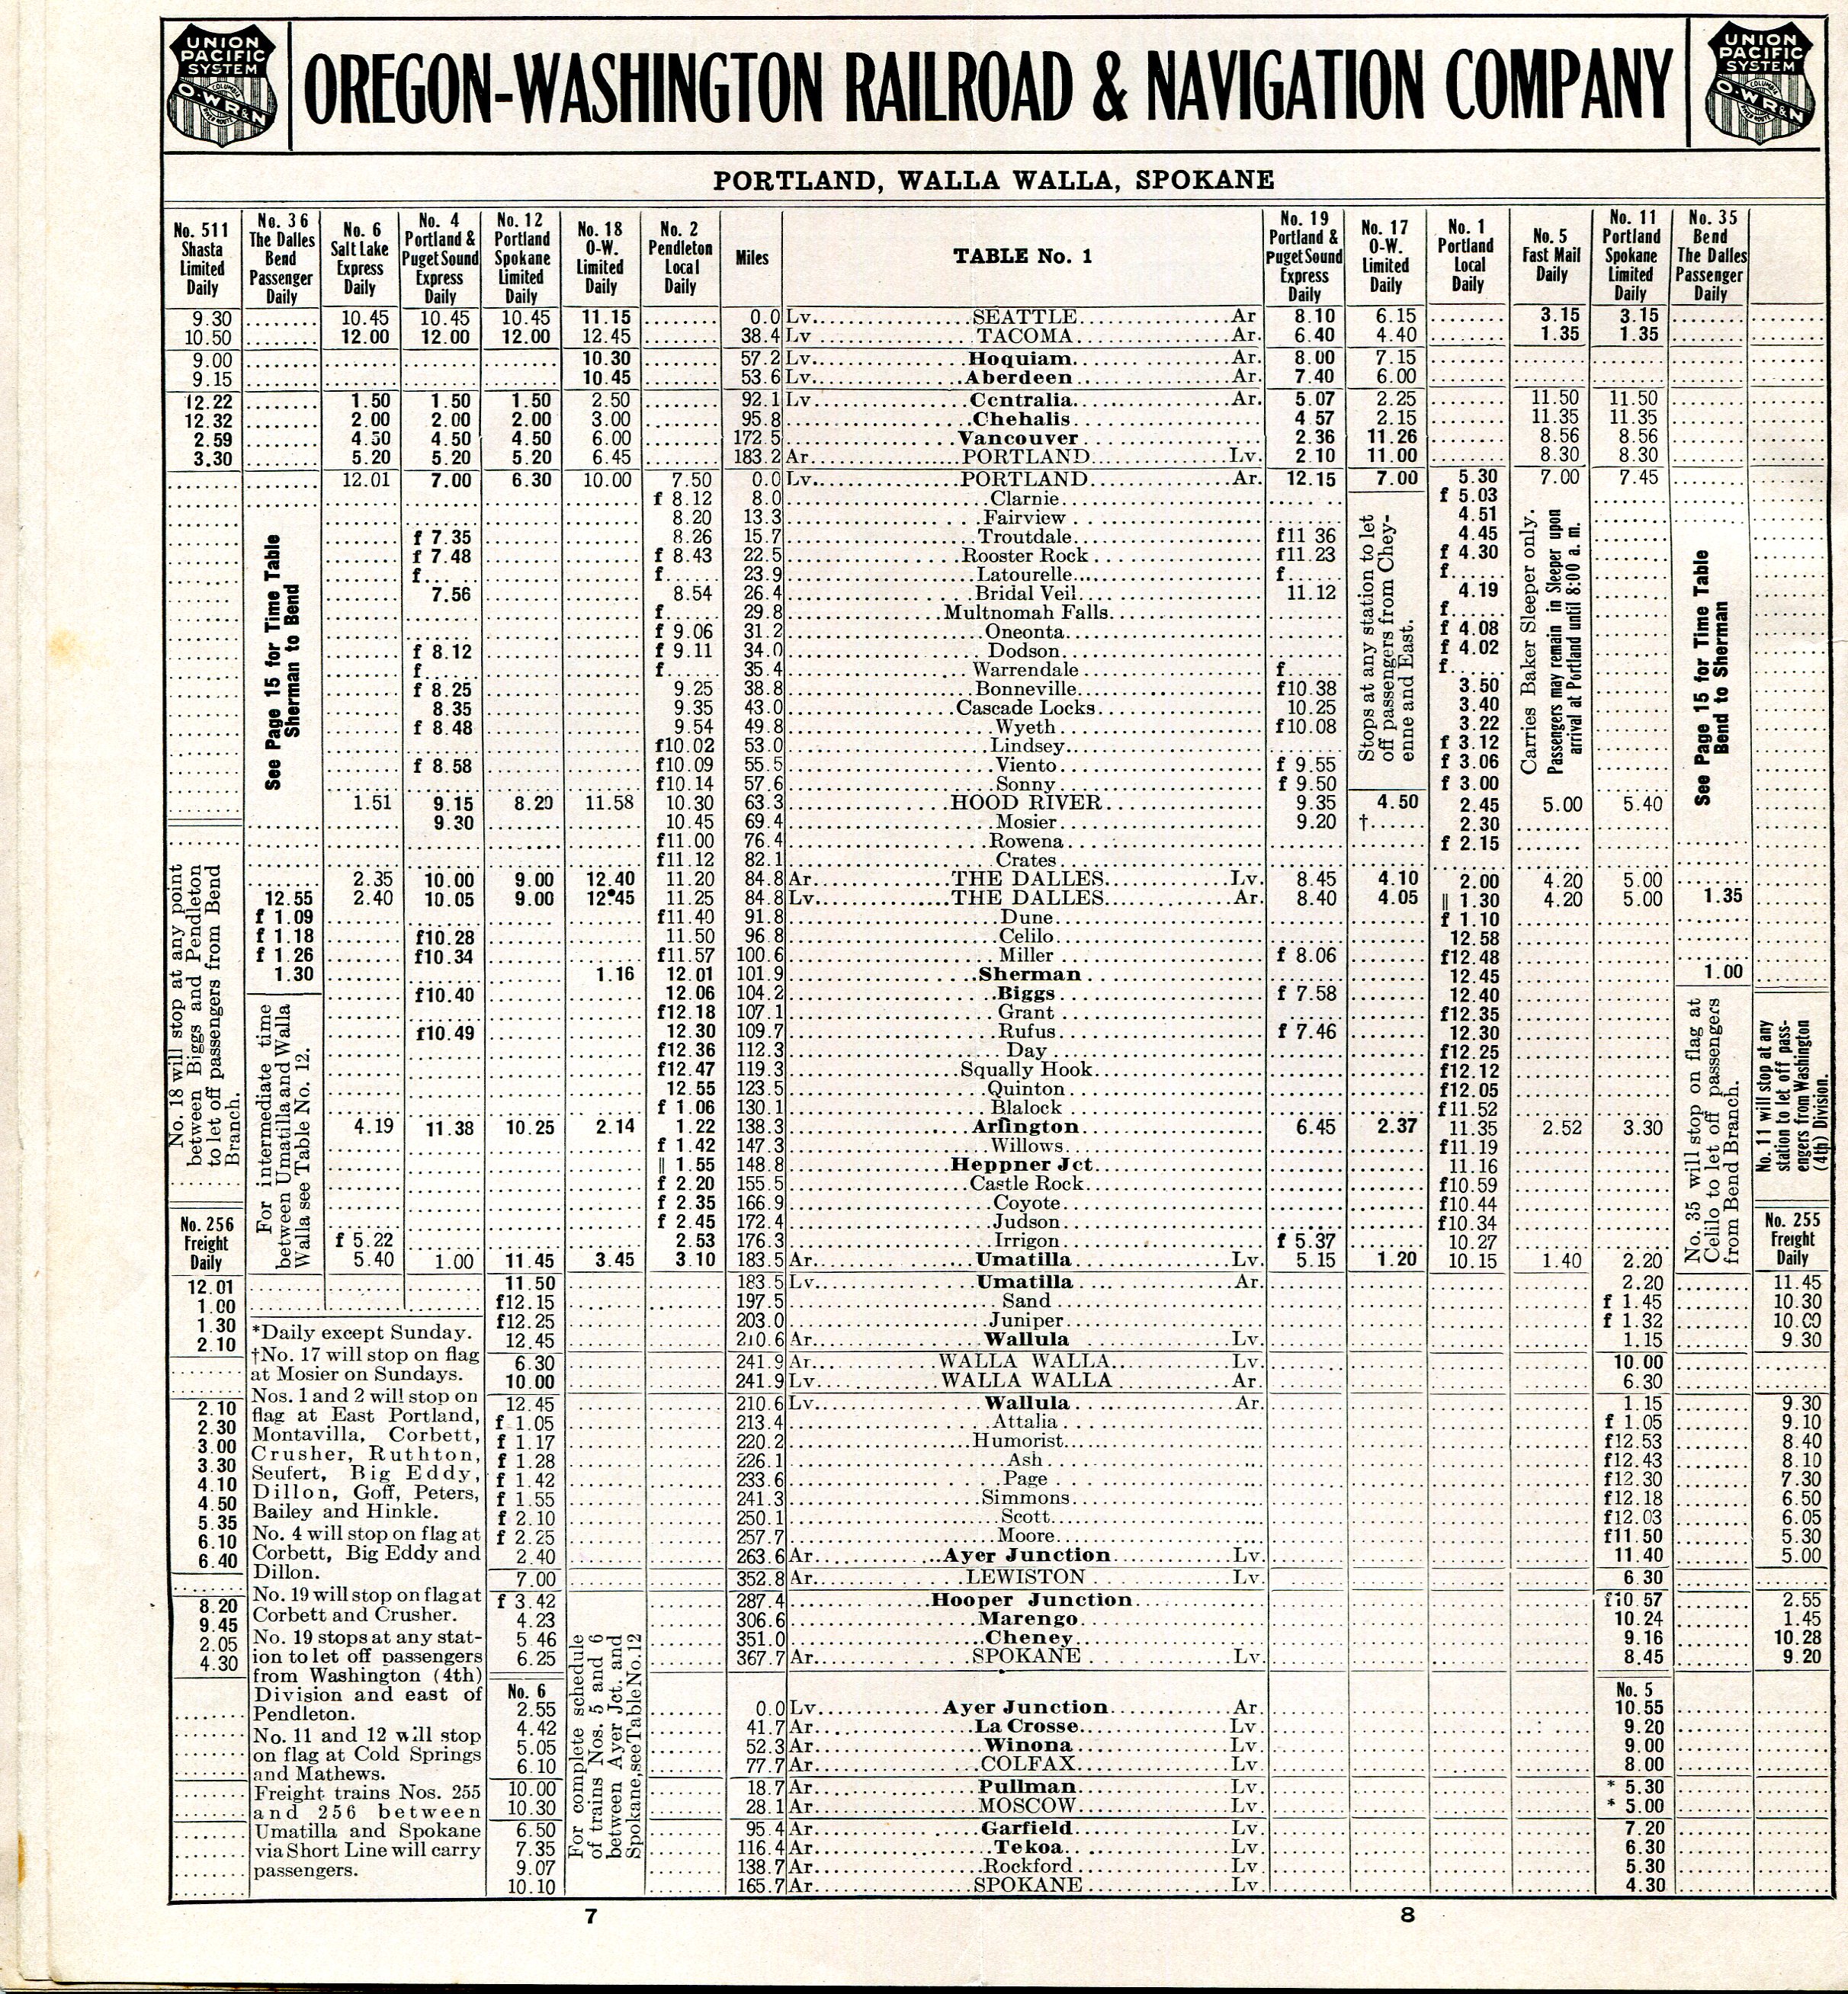 UNION PACIFIC SYSTEM
COLUMBIA
O-W.R.&N
RIVER ROUTE
OREGON-WASHINGTON RAILROAD & NAVIGATION COMPANY
UNION PACIFIC SYSTEM
COLUMBIA
O-W.R.&N
RIVER ROUTE
PORTLAND, WALLA WALLA, SPOKANE
No. 511 Shasta Limited Daily
No. 36 The Dalles Bend Passenger Daily
No. 6 Salt Lake Express Daily
No. 4 Portland & Puget Sound Express Daily
No. 12 Portland Spokane Limited Daily
No. 18 O-W. Limited Daily
No. 2 Pendleton Local Daily
Miles
TABLE No. 1
No. 19 Portland & Puget Sound Express Daily
No. 17 O-W. Limited Daily
No. 1 Portland Local Daily
No. 5 Fast Mail Daily
No. 11 Portland Spokane Limited Daily
No. 35 Bend The Dalles Passenger Daily
9.30 10.45 10.45 10.45 11.15 0.0 Lv. SEATTLE Ar 8.10 6.15 3.15 3.15
10.50 12.00 12.00 12.00 12.45 38.4 Lv TACOMA Ar. 6.40 4.40 1.35 1.35
9.00 10.30 57.2 Lv. Hoquiam Ar. 8.00 7.15
9.15 10.45 53.6 Lv. Aberdeen Ar. 7.40 6.00
12.22 1.50 1.50 1.50 2.50 92.1 Lv Centralia Ar. 5.07 2.25 11.50 11.50
12.32 2.00 2.00 2.00 3.00 95.8 Chehalis 4 57 2.15 11.35 11.35
2.59 4.50 4.50 4.50 6.00 172.5 Vancouver 2.36 11.26 8.56 8.56
3.30 5.20 5.20 5.20 6.45 183.2 Ar PORTLAND Lv. 2.10 11.00 8.30 8.30
12.01 7.00 6.30 10.00 7.50 0.0 Lv. PORTLAND Ar. 12.15 7.00 5.30 7.00 7.45
f 8.12 8.0 Clarnie f 5.03
8.20 13.3 Fairview 4.51
f 7.35 8.26 15.7 Troutdale f11 36 4.45
f 7.48 f 8.43 22.5 Rooster Rock f11.23 f 4.30
f f 23.9 Latourelle f f
7.56 8.54 26.4 Bridal Veil 11.12 4.19
f 29.8 Multnomah Falls f
f 9.06 31.2 Oneonta f 4.08
f 8.12 f 9.11 34.0 Dodson f 4.02
f f 35.4 Warrendale f f
f 8.25 9.25 38.8 Bonneville f10.38 3.50
8.35 9.35 43.0 Cascade Locks 10.25 3.40
f 8.48 9.54 49.8 Wyeth f10.08 3.22
f10.02 53.0 Lindsey f 3.12
f 8.58 f10.09 55.5 Viento f 9.55 f 3.06
f10.14 57.6 Sonny f 9.50 f 3.00
1.51 9.15 8.20 11.58 10.30 63.3 HOOD RIVER 9.35 4.50 2.45 5.00 5.40
9.30 10.45 69.4 Mosier 9.20 † 2.30
f11.00 76.4 Rowena f 2.15
f11.12 82.1 Crates
2.35 10.00 9.00 12.40 11.20 84.8 Ar THE DALLES Lv. 8.45 4.10 2.00 4.20 5.00
12.55 2.40 10.05 9.00 12•45 11.25 84.8 Lv. THE DALLES Ar. 8.40 4.05 ‖ 1.30 4.20 5.00 1.35
f 1.09 f11.40 91.8 Dune f 1.10
f 1.18 f10.28 11.50 96.8 Celilo 12.58
f 1.26 f10.34 f11.57 100.6 Miller f 8.06 f12.48
1.30 1.16 12.01 101.9 Sherman 12.45 1.00
f10.40 12.06 104.2 Biggs f 7.58 12.40
f12.18 107.1 Grant f12.35
f10.49 12.30 109.7 Rufus f 7.46 12.30
f12.36 112.3 Day f12.25
f12.47 119.3 Squally Hook f12.12
12.55 123.5 Quinton f12.05
f 1.06 130.1 Blalock f11.52
4.19 11.38 10.25 2.14 1.22 138.3 Arlington 6.45 2.37 11.35 2.52 3.30
f 1.42 147.3 Willows f11.19
‖ 1.55 148.8 Heppner Jct 11.16
f 2.20 155.5 Castle Rock f10.59
f 2.35 166.9 Coyote f10.44
f 2.45 172.4 Judson f10.34
f 5.22 2.53 176.3 Irrigon f 5.37 10.27
5.40 1.00 11.45 3.45 3.10 183.5 Ar Umatilla Lv. 5.15 1.20 10.15 1.40 2.20
See Page 15 for Time Table
Sherman to Bend
Stops at any station to let
off passengers from Chey-
enne and East.
Carries Baker Sleeper only.
Passengers may remain in Sleeper upon
arrival at Portland until 8:00 a. m.
See Page 15 for Time Table
Bend to Sherman
No. 18 will stop at any point
between Biggs and Pendleton
to let off passengers from Bend
Branch.
For intermediate time
between Umatilla and Walla
Walla see Table No. 12.
No. 35 will stop on flag at
Celilo to let off passengers
from Bend Branch.
No. 11 will stop at any
station to let off pass-
engers from Washington
(4th) Division.
No. 256 Freight Daily
No. 255 Freight Daily
12.01 11.50 183.5 Lv. Umatilla Ar. 2.20 11.45
1.00 f12.15 197.5 Sand f 1.45 10.30
1.30 f12.25 203.0 Juniper f 1.32 10.00
2.10 12.45 210.6 Ar Wallula Lv. 1.15 9.30
6.30 241.9 Ar WALLA WALLA Lv. 10.00
10.00 241.9 Lv WALLA WALLA Ar. 6.30
2.10 12.45 210.6 Lv. Wallula Ar. 1.15 9.30
2.30 f 1.05 213.4 Attalia f 1.05 9.10
3.00 f 1.17 220.2 Humorist f12.53 8.40
3.30 f 1.28 226.1 Ash f12.43 8.10
4.10 f 1.42 233.6 Page f12.30 7.30
4.50 f 1.55 241.3 Simmons f12.18 6.50
5.35 f 2.10 250.1 Scott f12.03 6.05
6.10 f 2.25 257.7 Moore f11.50 5.30
6.40 2.40 263.6 Ar Ayer Junction Lv. 11.40 5.00
7.00 352.8 Ar LEWISTON Lv. 6.30
8.20 f 3.42 287.4 Hooper Junction f10.57 2.55
9.45 4.23 306.6 Marengo 10.24 1.45
2.05 5.46 351.0 Cheney 9.16 10.28
4.30 6.25 367.7 Ar SPOKANE Lv. 8.45 9.20
No. 6 No. 5
2.55 0.0 Lv. Ayer Junction Ar. 10.55
4.42 41.7 Ar La Crosse Lv. 9.20
5.05 52.3 Ar Winona Lv. 9.00
6.10 77.7 Ar COLFAX Lv. 8.00
10.00 18.7 Ar Pullman Lv. * 5.30
10.30 28.1 Ar MOSCOW Lv. * 5.00
6.50 95.4 Ar Garfield Lv. 7.20
7.35 116.4 Ar Tekoa Lv. 6.30
9.07 138.7 Ar Rockford Lv. 5.30
10.10 165.7 Ar SPOKANE Lv. 4.30
*Daily except Sunday.
†No. 17 will stop on flag
at Mosier on Sundays.
Nos. 1 and 2 will stop on
flag at East Portland,
Montavilla, Corbett,
Crusher, Ruthton,
Seufert, Big Eddy,
Dillon, Goff, Peters,
Bailey and Hinkle.
No. 4 will stop on flag at
Corbett, Big Eddy and
Dillon.
No. 19 will stop on flag at
Corbett and Crusher.
No. 19 stops at any stat-
ion to let off passengers
from Washington (4th)
Division and east of
Pendleton.
No. 11 and 12 will stop
on flag at Cold Springs
and Mathews.
Freight trains Nos. 255
and 256 between
Umatilla and Spokane
via Short Line will carry
passengers.
For complete schedule
of trains Nos. 5 and 6
between Ayer Jct. and
Spokane, see Table No. 12
7
8